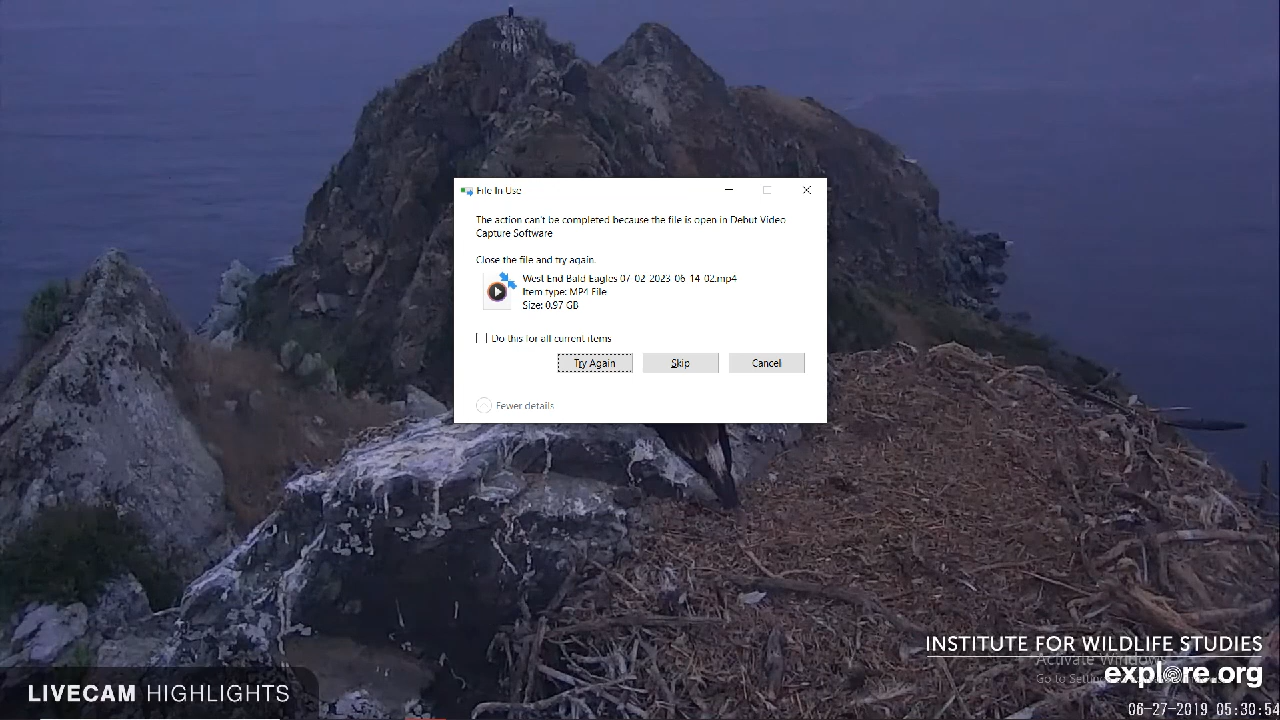 File In Use
The action can't be completed because the file is open in Debut Video
Capture Software
Close the file and try again.
West End Bald Eagles 07-02-2023-06-14-02.mp4
Item type: MP4 File
Size: 0.97 GB
Do this for all current items
Try Again
Skip
Cancel
Fewer details
INSTITUTE FOR WILDLIFE STUDIES
Activate Windows
Go to Settings
explore.org
LIVECAM HIGHLIGHTS
06-27-2019 05:30:54